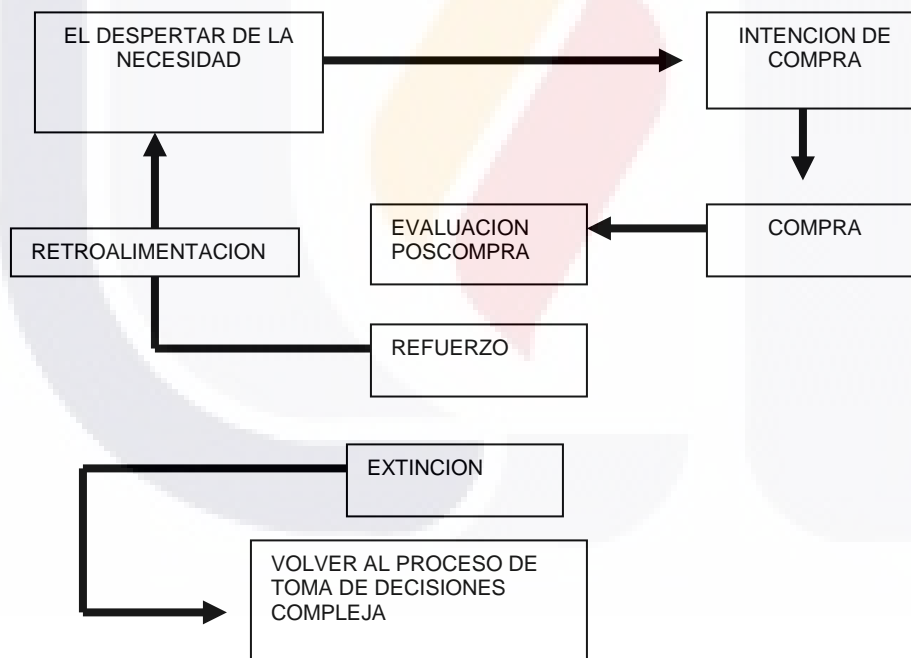 EL DESPERTAR DE LA
NECESIDAD
INTENCION DE
COMPRA
RETROALIMENTACION
EVALUACION
POSCOMPRA
COMPRA
REFUERZO
EXTINCION
VOLVER AL PROCESO DE
TOMA DE DECISIONES
COMPLEJA